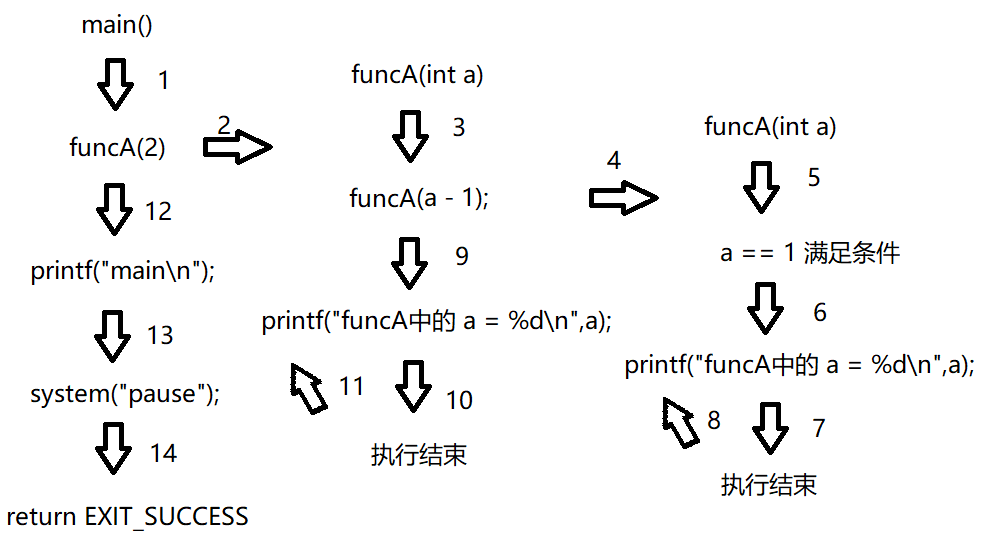 main()
1
funcA(2)
2
12
printf("main\n");
13
system("pause");
14
return EXIT_SUCCESS
funcA(int a)
3
funcA(a - 1);
4
9
printf("funcA中的 a = %d\n",a);
11
10
执行结束
funcA(int a)
5
a == 1 满足条件
6
printf("funcA中的 a = %d\n",a);
8
7
执行结束